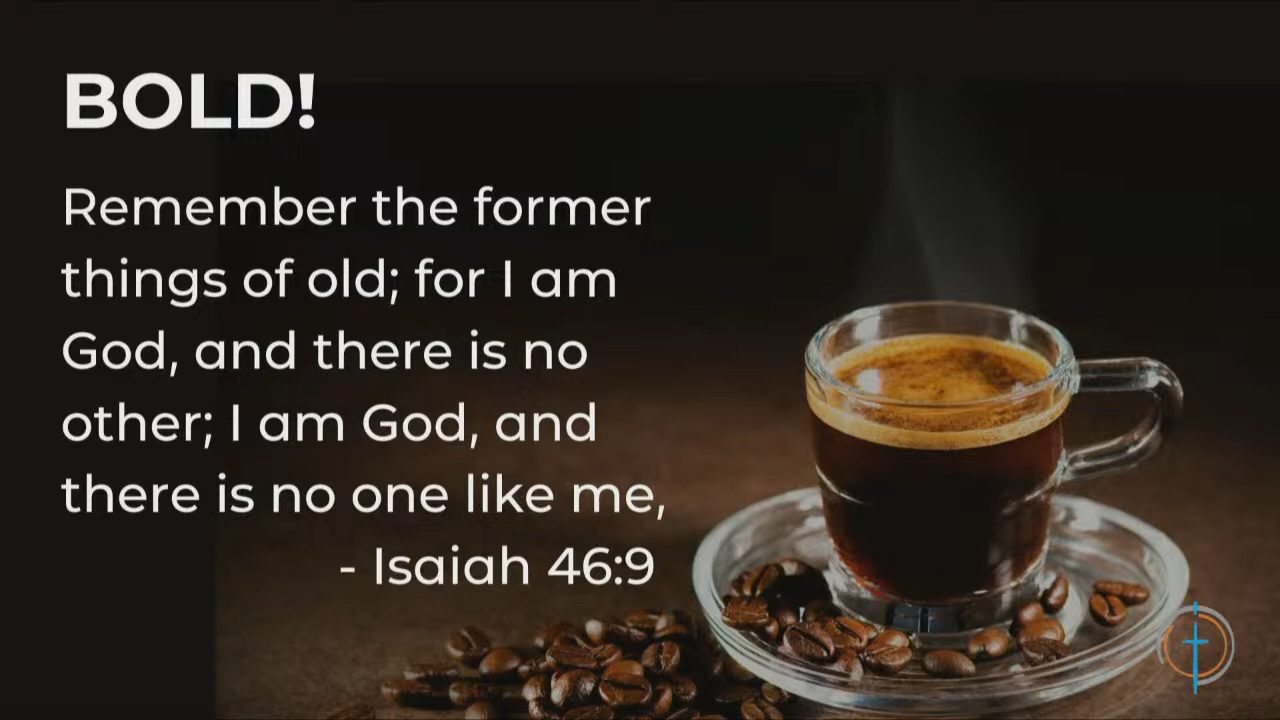 BOLD!
Remember the former
things of old; for I am
God, and there is no
other; I am God, and
there is no one like me,
- Isaiah 46:9